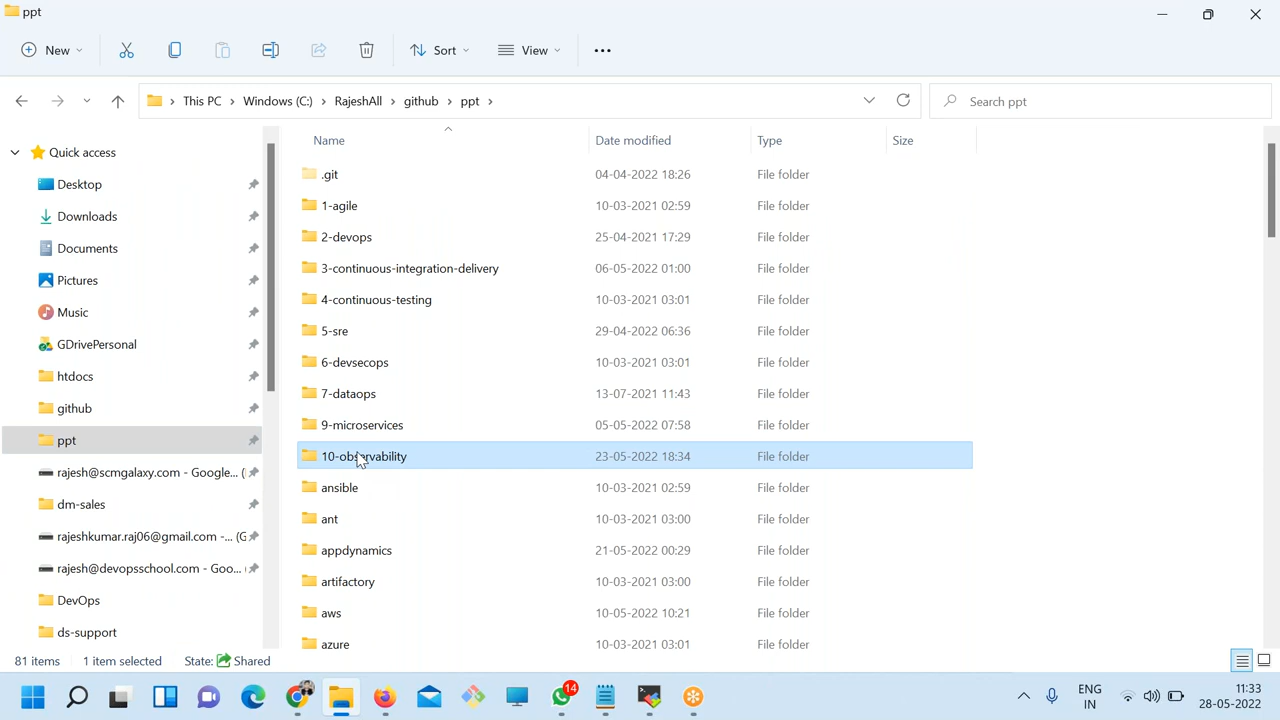 ppt
New
Sort
View
This PC > Windows (C:) > RajeshAll > github > ppt >
Search ppt
Quick access
Desktop
Downloads
Documents
Pictures
Music
GDrivePersonal
htdocs
github
ppt
rajesh@scmgalaxy.com - Google... (
dm-sales
rajeshkumar.raj06@gmail.com -... (G
rajesh@devopsschool.com - Goo...
DevOps
ds-support
Name Date modified Type Size
.git 04-04-2022 18:26 File folder
1-agile 10-03-2021 02:59 File folder
2-devops 25-04-2021 17:29 File folder
3-continuous-integration-delivery 06-05-2022 01:00 File folder
4-continuous-testing 10-03-2021 03:01 File folder
5-sre 29-04-2022 06:36 File folder
6-devsecops 10-03-2021 03:01 File folder
7-dataops 13-07-2021 11:43 File folder
9-microservices 05-05-2022 07:58 File folder
10-observability 23-05-2022 18:34 File folder
ansible 10-03-2021 02:59 File folder
ant 10-03-2021 03:00 File folder
appdynamics 21-05-2022 00:29 File folder
artifactory 10-03-2021 03:00 File folder
aws 10-05-2022 10:21 File folder
azure 10-03-2021 03:01 File folder
81 items 1 item selected State: Shared
14
ENG
IN
11:33
28-05-2022